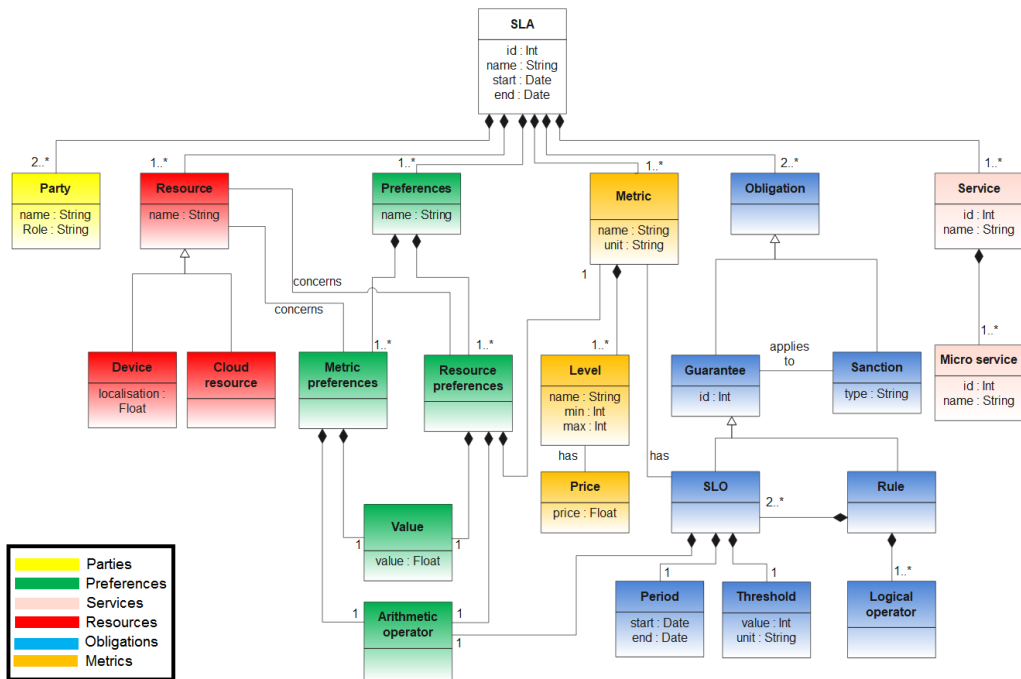 SLA
id : Int
name : String
start : Date
end : Date
2..*
1..*
1..*
1..*
2..*
1..*
Party
name : String
Role : String
Resource
name : String
Preferences
name : String
Metric
name : String
unit : String
Obligation
Service
id : Int
name : String
concerns
concerns
1
1..*
1..*
1..*
1..*
applies
to
Device
localisation :
Float
Cloud
resource
Metric
preferences
Resource
preferences
Level
name : String
min : Int
max : Int
Guarantee
id : Int
Sanction
type : String
Micro service
id : Int
name : String
has
has
Price
price : Float
SLO
2..*
Rule
Value
value : Float
1
1
1
1
1..*
Period
start : Date
end : Date
Threshold
value : Int
unit : String
Logical
operator
1
1
1
Arithmetic
operator
Parties
Preferences
Services
Resources
Obligations
Metrics